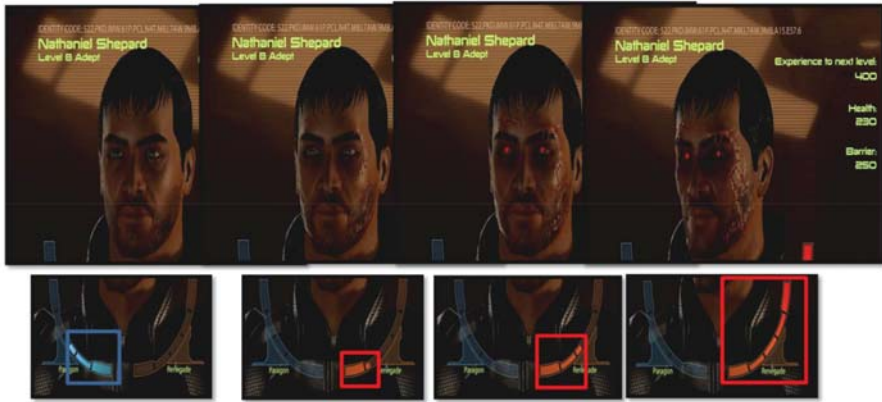 Nathaniel Shepard
Level 8 Adept
Nathaniel Shepard
Level 8 Adept
Nathaniel Shepard
Level 8 Adept
Nathaniel Shepard
Level 8 Adept
Experience to next level:
400
Health:
230
Barrier:
250
Paragon Renegade
Paragon Renegade
Paragon Renegade
Paragon Renegade